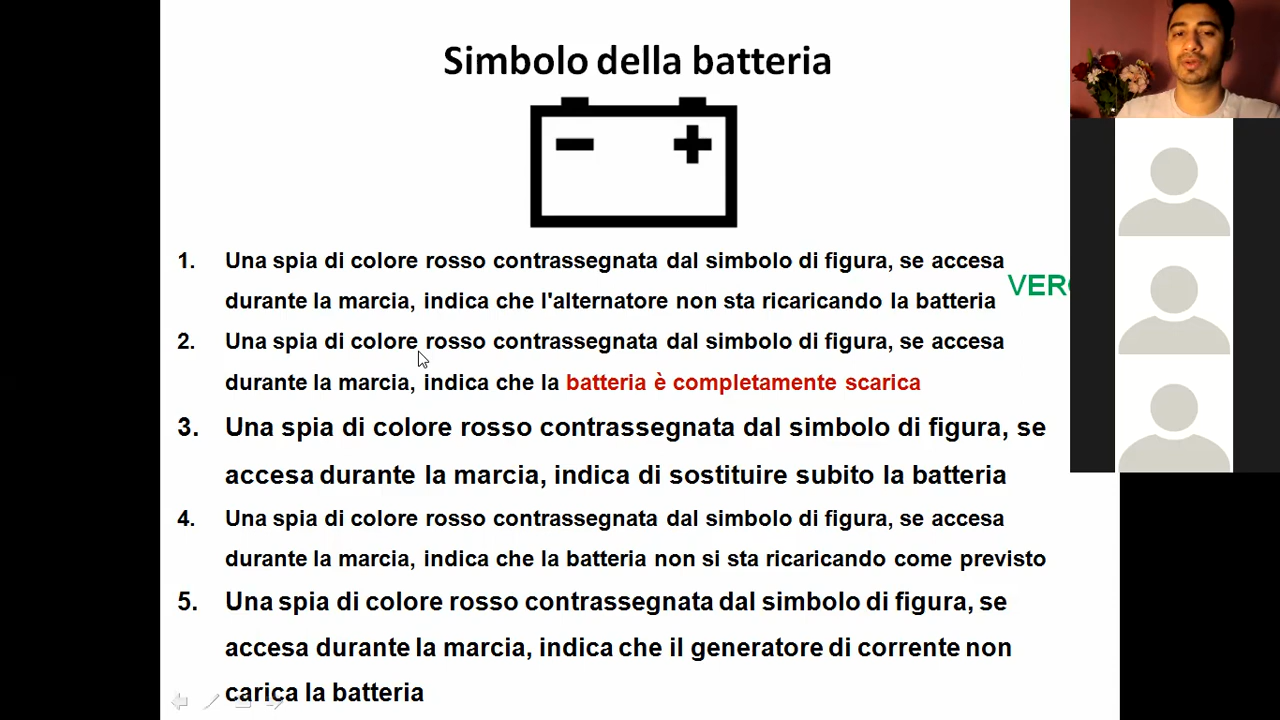 Simbolo della batteria
1. Una spia di colore rosso contrassegnata dal simbolo di figura, se accesa
durante la marcia, indica che l'alternatore non sta ricaricando la batteria
VERO
2. Una spia di colore rosso contrassegnata dal simbolo di figura, se accesa
durante la marcia, indica che la batteria è completamente scarica
3. Una spia di colore rosso contrassegnata dal simbolo di figura, se
accesa durante la marcia, indica di sostituire subito la batteria
4. Una spia di colore rosso contrassegnata dal simbolo di figura, se accesa
durante la marcia, indica che la batteria non si sta ricaricando come previsto
5. Una spia di colore rosso contrassegnata dal simbolo di figura, se
accesa durante la marcia, indica che il generatore di corrente non
carica la batteria